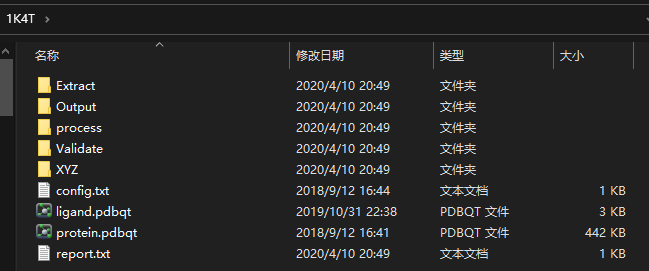 1K4T
名称 修改日期 类型 大小
Extract 2020/4/10 20:49 文件夹
Output 2020/4/10 20:49 文件夹
process 2020/4/10 20:49 文件夹
Validate 2020/4/10 20:49 文件夹
XYZ 2020/4/10 20:49 文件夹
config.txt 2018/9/12 16:44 文本文档 1 KB
ligand.pdbqt 2019/10/31 22:38 PDBQT 文件 3 KB
protein.pdbqt 2018/9/12 16:41 PDBQT 文件 442 KB
report.txt 2020/4/10 20:49 文本文档 1 KB